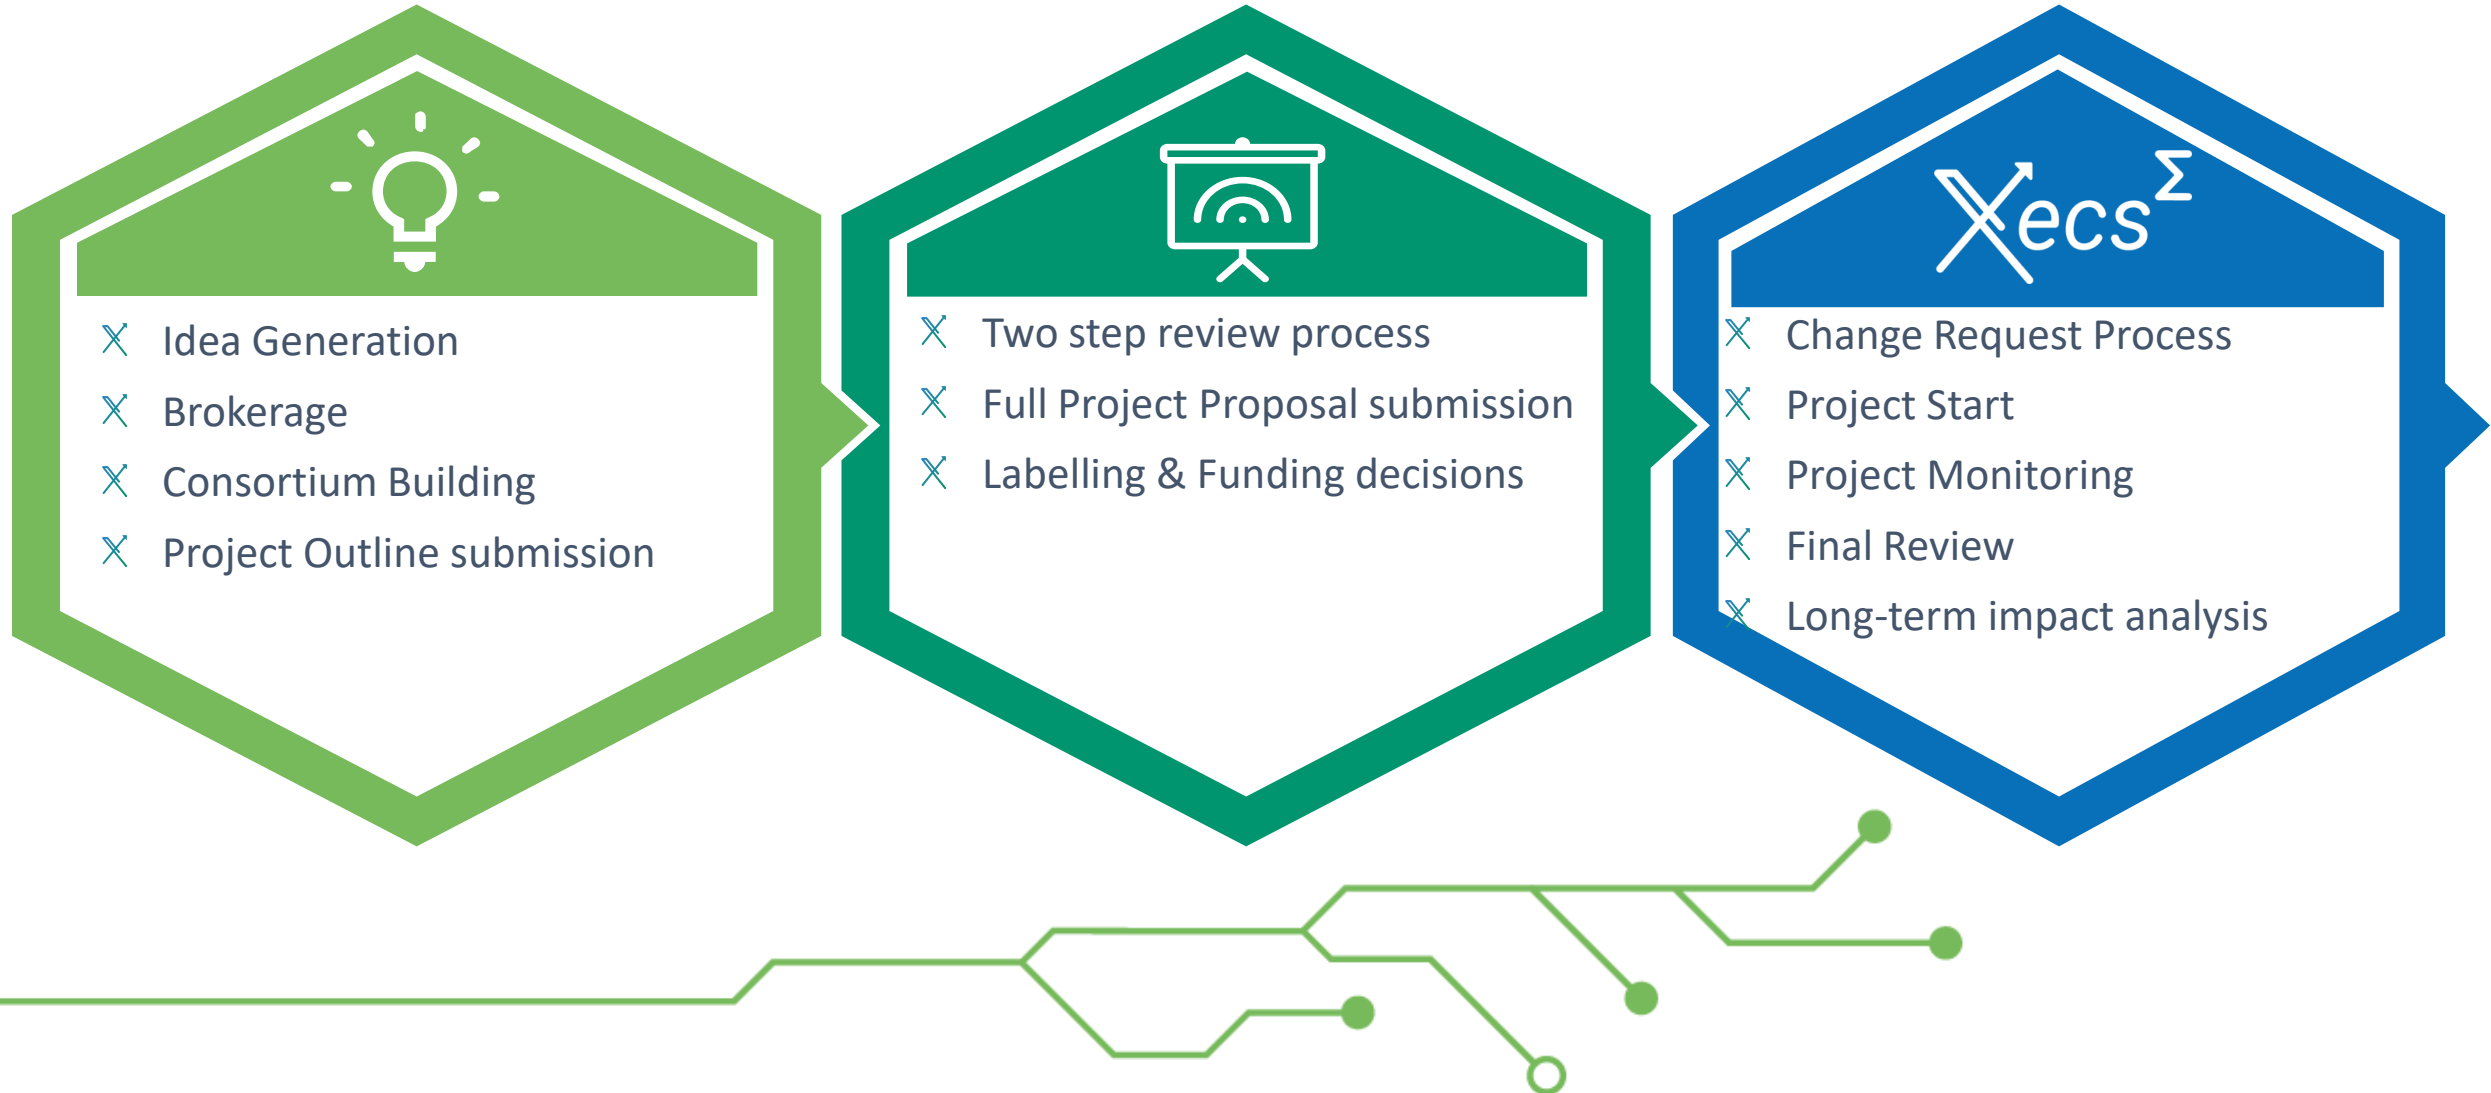 Idea Generation
Brokerage
Consortium Building
Project Outline submission
Two step review process
Full Project Proposal submission
Labelling & Funding decisions
Xecs Σ
Change Request Process
Project Start
Project Monitoring
Final Review
Long-term impact analysis